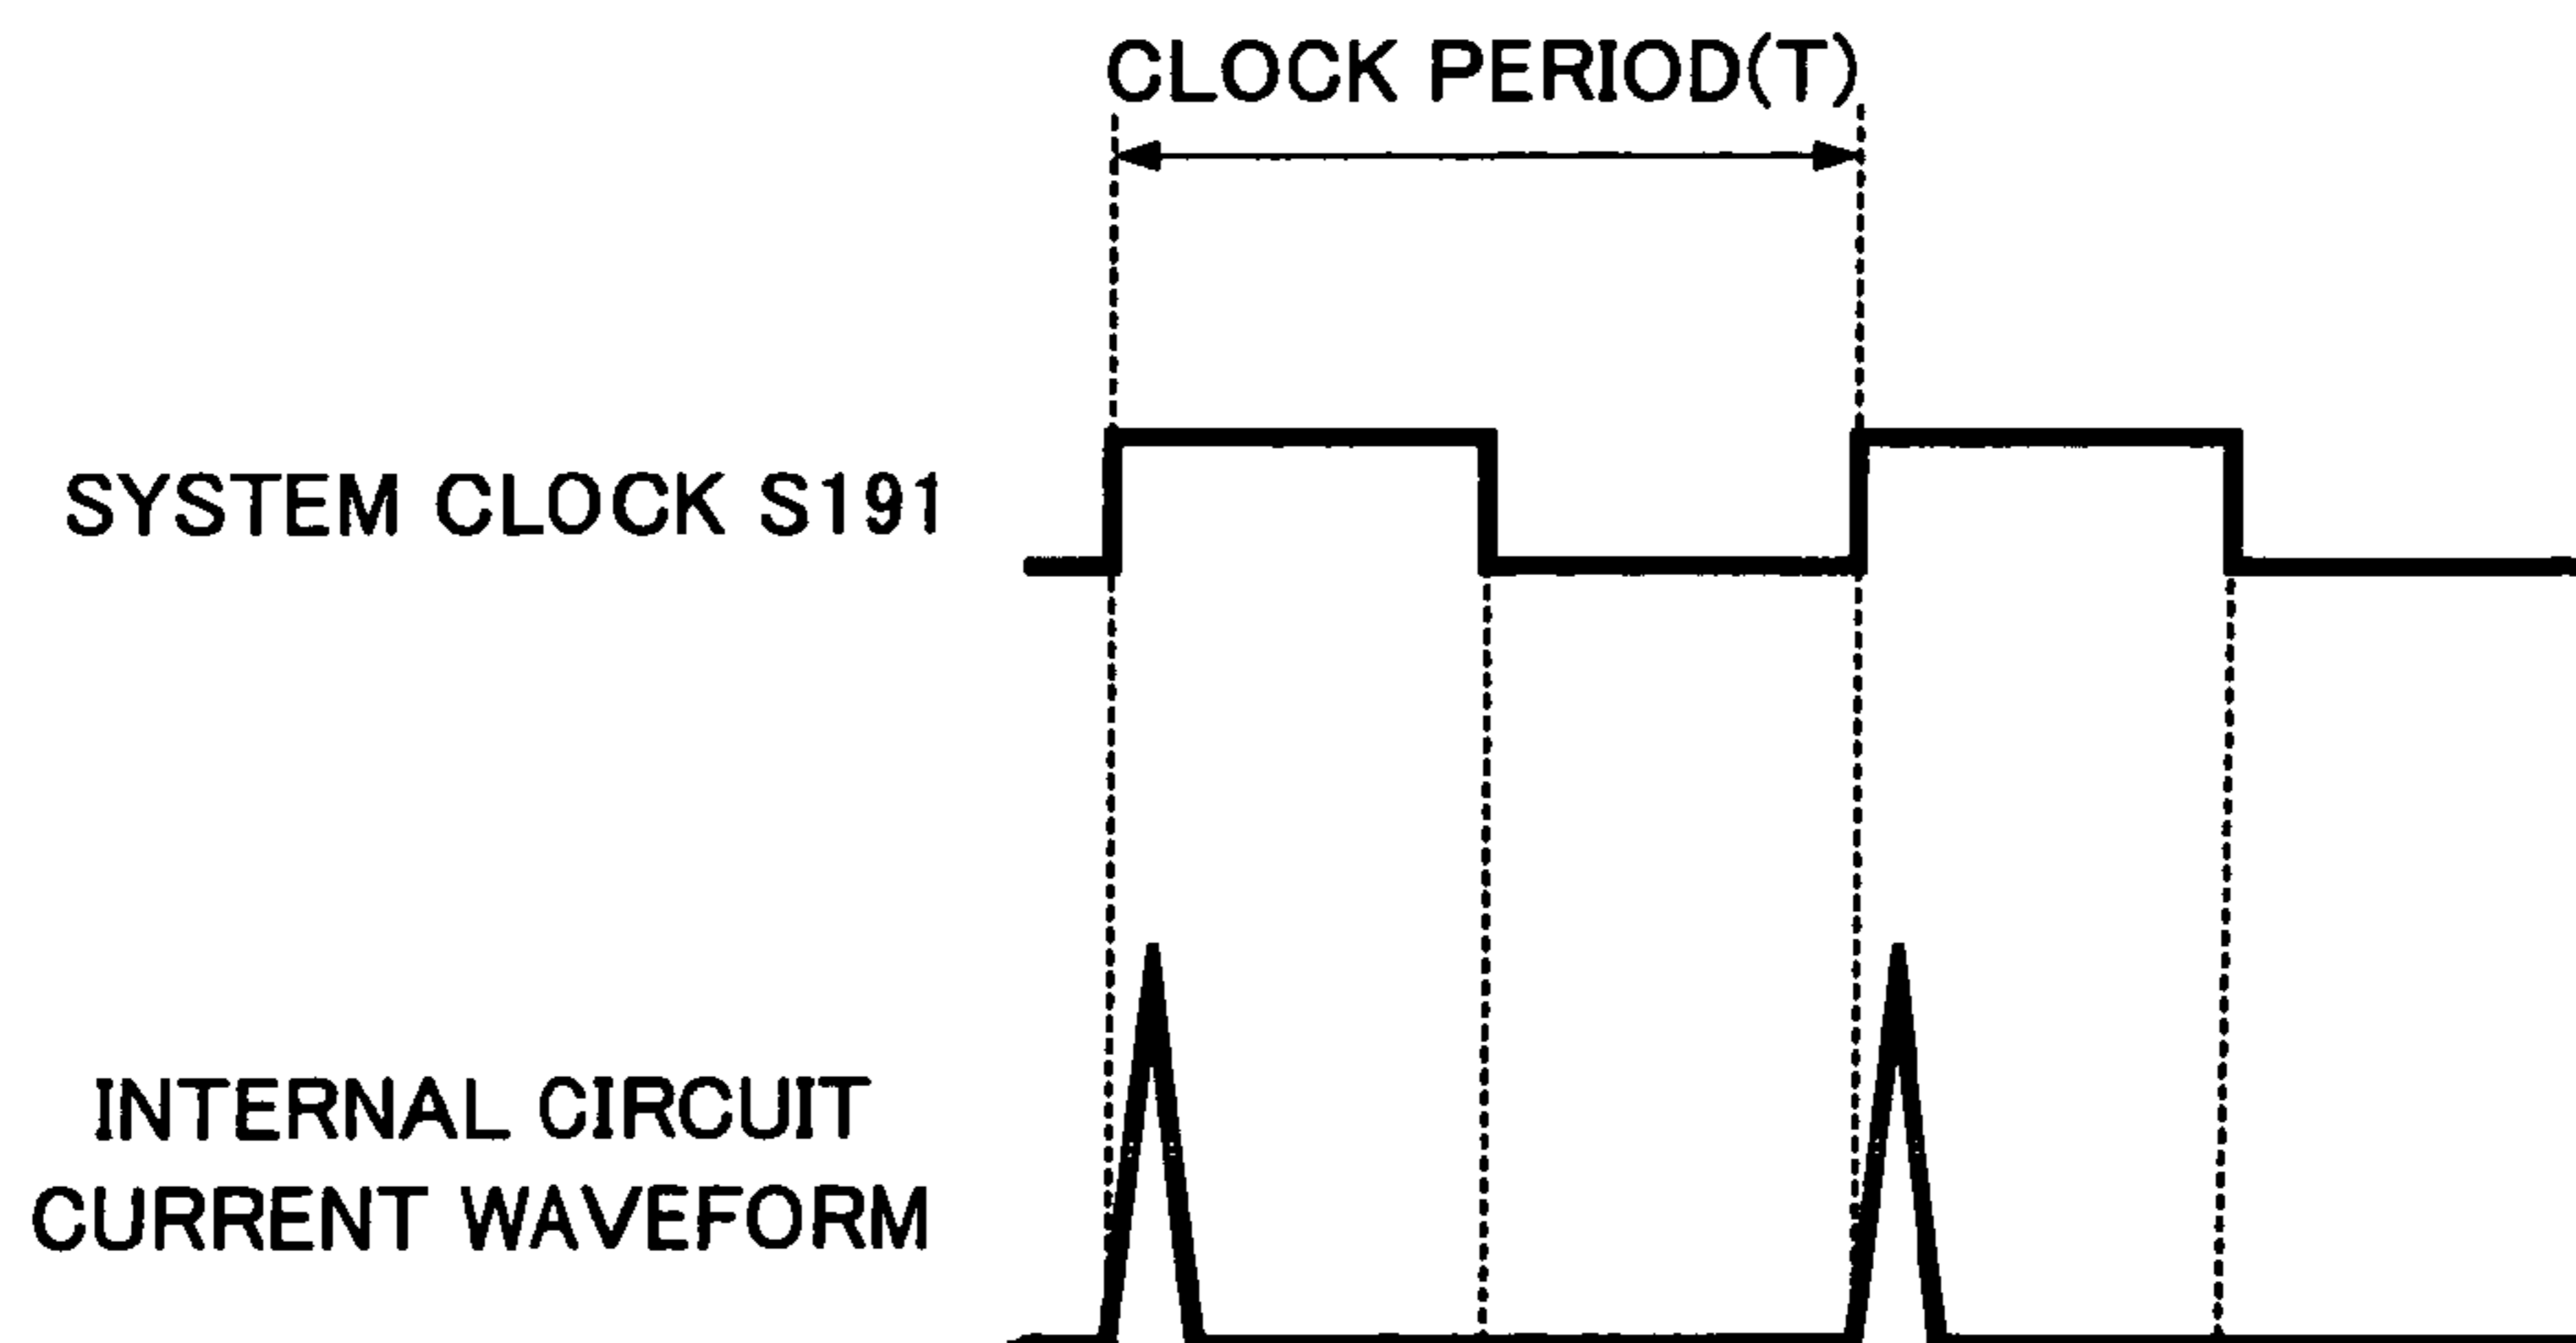 CLOCK PERIOD(T)
SYSTEM CLOCK S191
INTERNAL CIRCUIT
CURRENT WAVEFORM